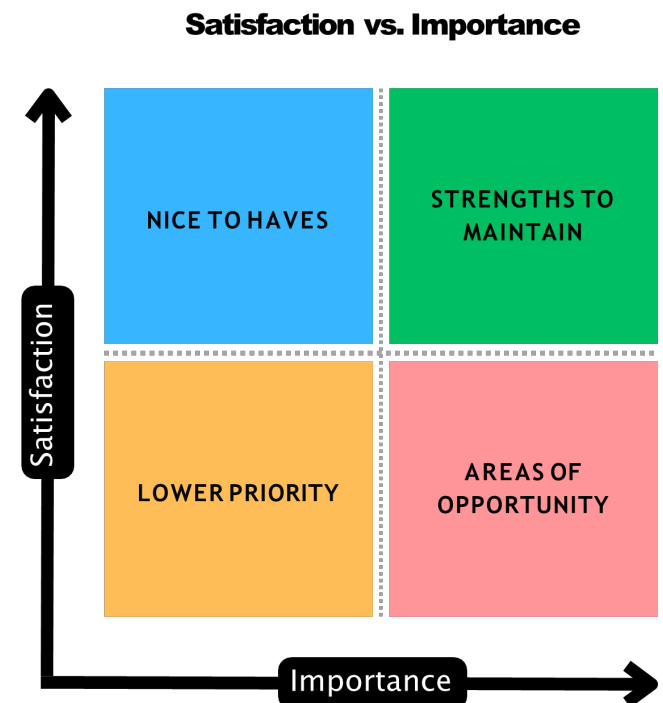 Satisfaction vs. Importance
NICE TO HAVES
STRENGTHS TO
MAINTAIN
Satisfaction
LOWER PRIORITY
AREAS OF
OPPORTUNITY
Importance